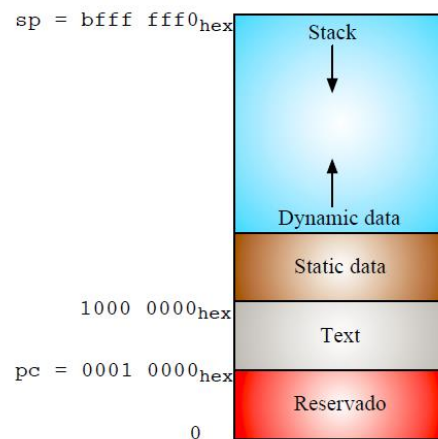 sp = bfff fff0hex
Stack
Dynamic data
Static data
1000 0000hex
Text
pc = 0001 0000hex
Reservado
0